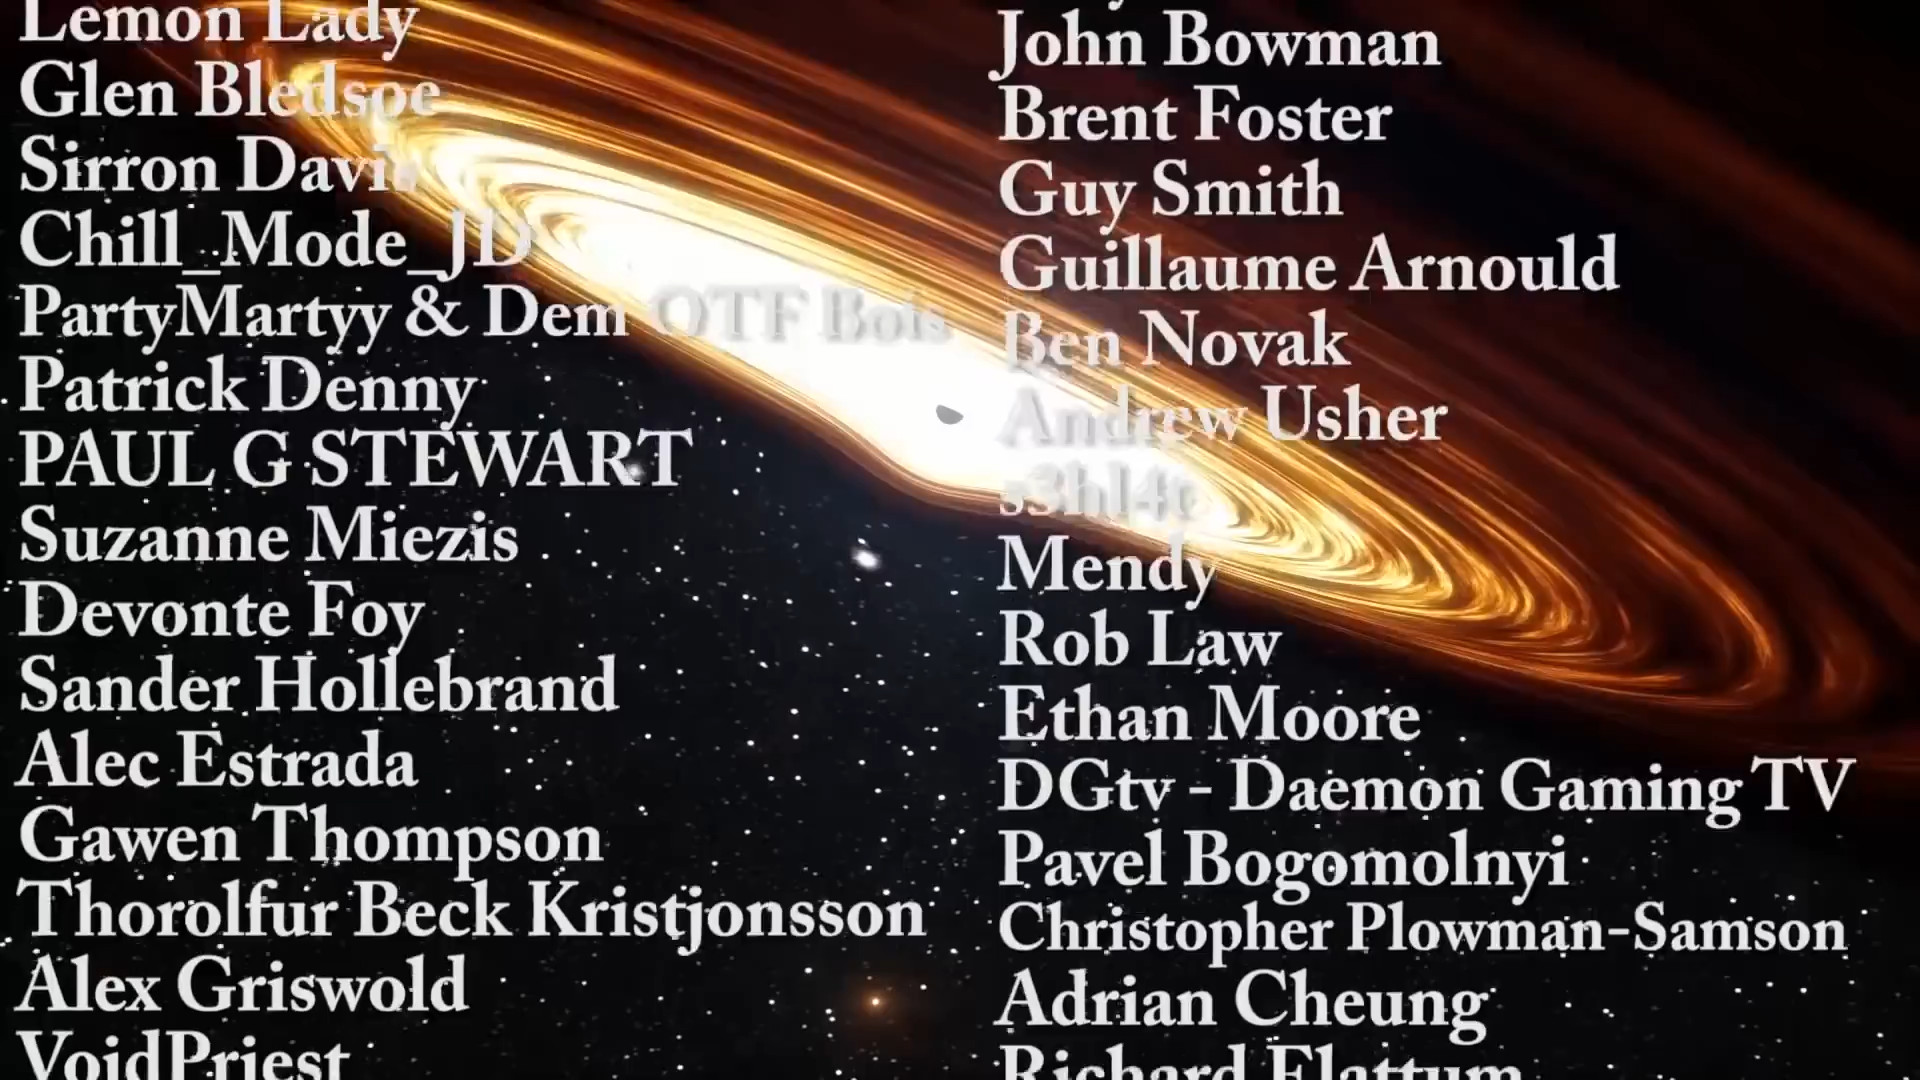 Lemon Lady
Glen Bledsoe
Sirron Davis
Chill_Mode_JD
PartyMartyy & Dem OTF Bois
Patrick Denny
PAUL G STEWART
Suzanne Miezis
Devonte Foy
Sander Hollebrand
Alec Estrada
Gawen Thompson
Thorolfur Beck Kristjonsson
Alex Griswold
VoidPriest
John Bowman
Brent Foster
Guy Smith
Guillaume Arnould
Ben Novak
Andrew Usher
s3hl4t
Mendy
Rob Law
Ethan Moore
DGtv - Daemon Gaming TV
Pavel Bogomolnyi
Christopher Plowman-Samson
Adrian Cheung
Richard Flattum